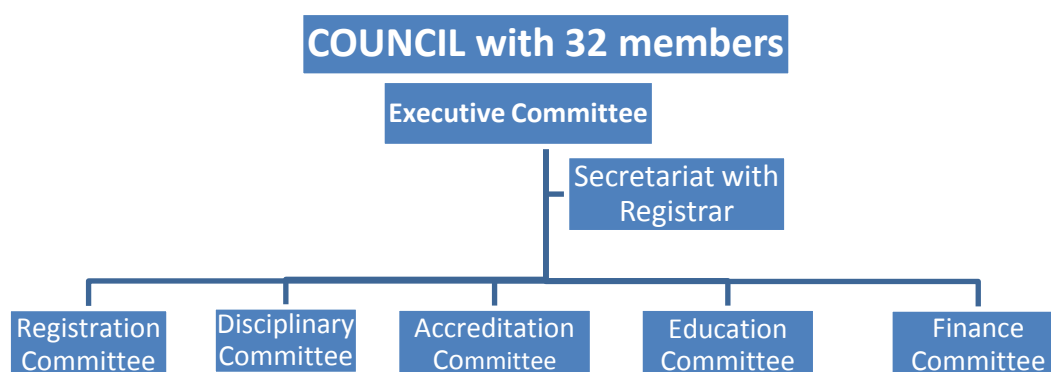 COUNCIL with 32 members
Executive Committee
Secretariat with
Registrar
Registration
Committee
Disciplinary
Committee
Accreditation
Committee
Education
Committee
Finance
Committee